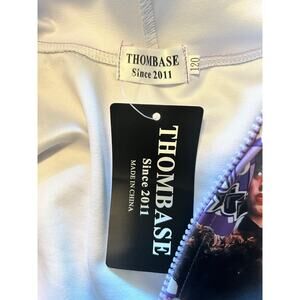 THOMBASE
Since 2011
120
THOMBASE
Since 2011
MADE IN CHINA